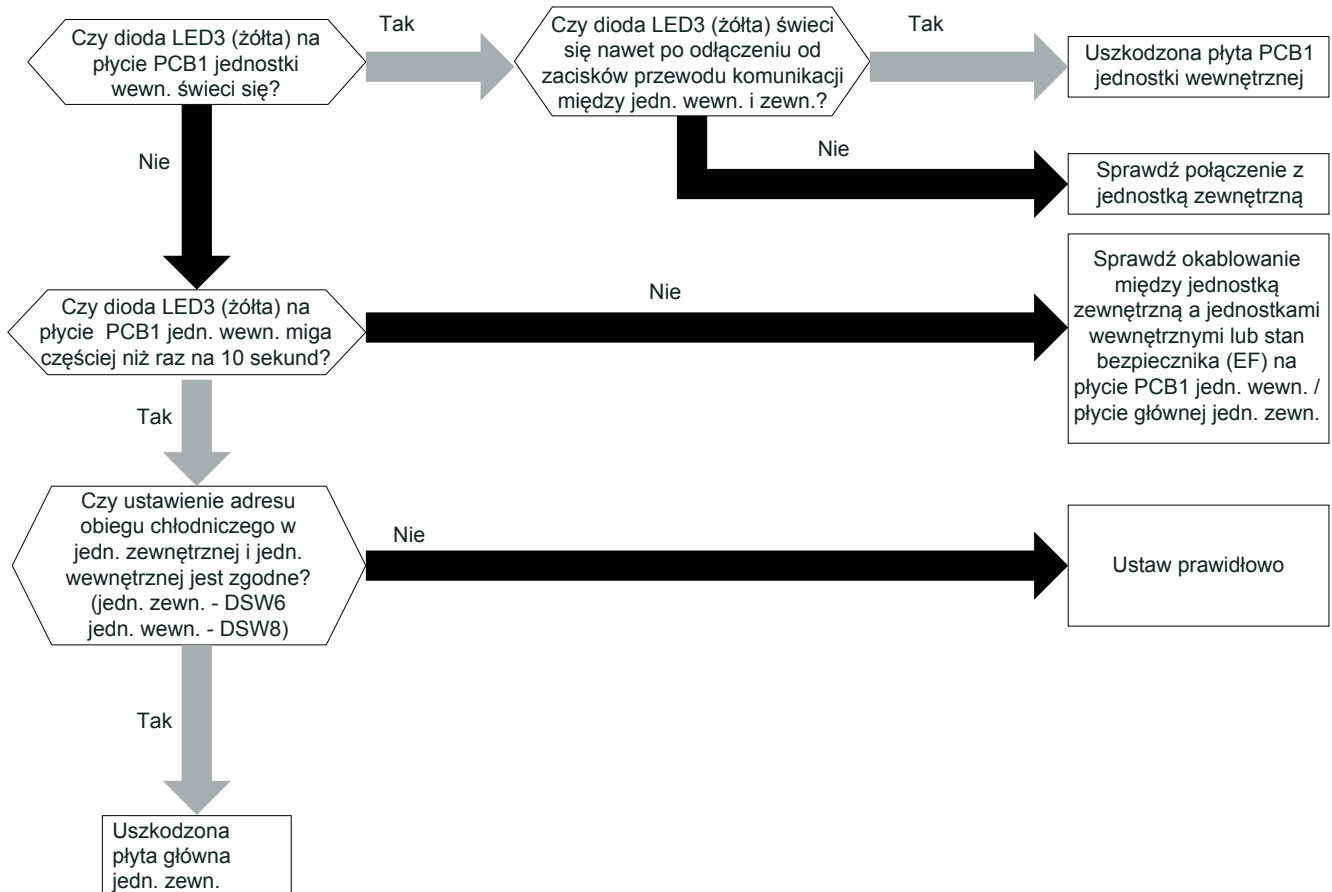 Czy dioda LED3 (żółta) na
płycie PCB1 jednostki
wewn. świeci się?
Tak
Czy dioda LED3 (żółta) świeci
się nawet po odłączeniu od
zacisków przewodu komunikacji
między jedn. wewn. i zewn.?
Tak
Uszkodzona płyta PCB1
jednostki wewnętrznej
Nie
Nie
Sprawdź połączenie z
jednostką zewnętrzną
Czy dioda LED3 (żółta) na
płycie PCB1 jedn. wewn. miga
częściej niż raz na 10 sekund?
Nie
Sprawdź okablowanie
między jednostką
zewnętrzną a jednostkami
wewnętrznymi lub stan
bezpiecznika (EF) na
płycie PCB1 jedn. wewn. /
płycie głównej jedn. zewn.
Tak
Czy ustawienie adresu
obiegu chłodniczego w
jedn. zewnętrznej i jedn.
wewnętrznej jest zgodne?
(jedn. zewn. - DSW6
jedn. wewn. - DSW8)
Nie
Ustaw prawidłowo
Tak
Uszkodzona
płyta główna
jedn. zewn.